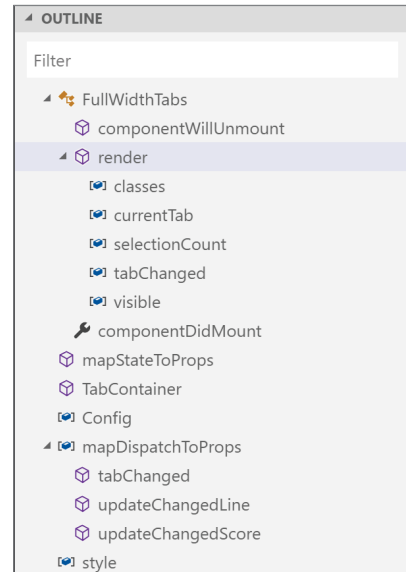 OUTLINE
Filter
FullWidthTabs
componentWillUnmount
render
classes
currentTab
selectionCount
tabChanged
visible
componentDidMount
mapStateToProps
TabContainer
Config
mapDispatchToProps
tabChanged
updateChangedLine
updateChangedScore
style